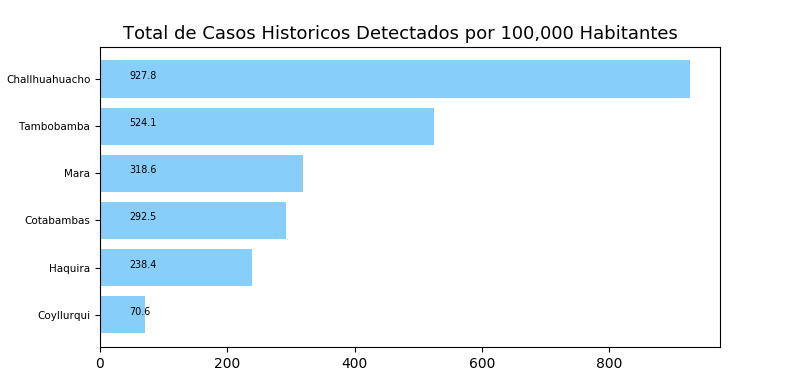 Total de Casos Historicos Detectados por 100,000 Habitantes
Challhuahuacho 927.8
Tambobamba 524.1
Mara 318.6
Cotabambas 292.5
Haquira 238.4
Coyllurqui 70.6
0 200 400 600 800